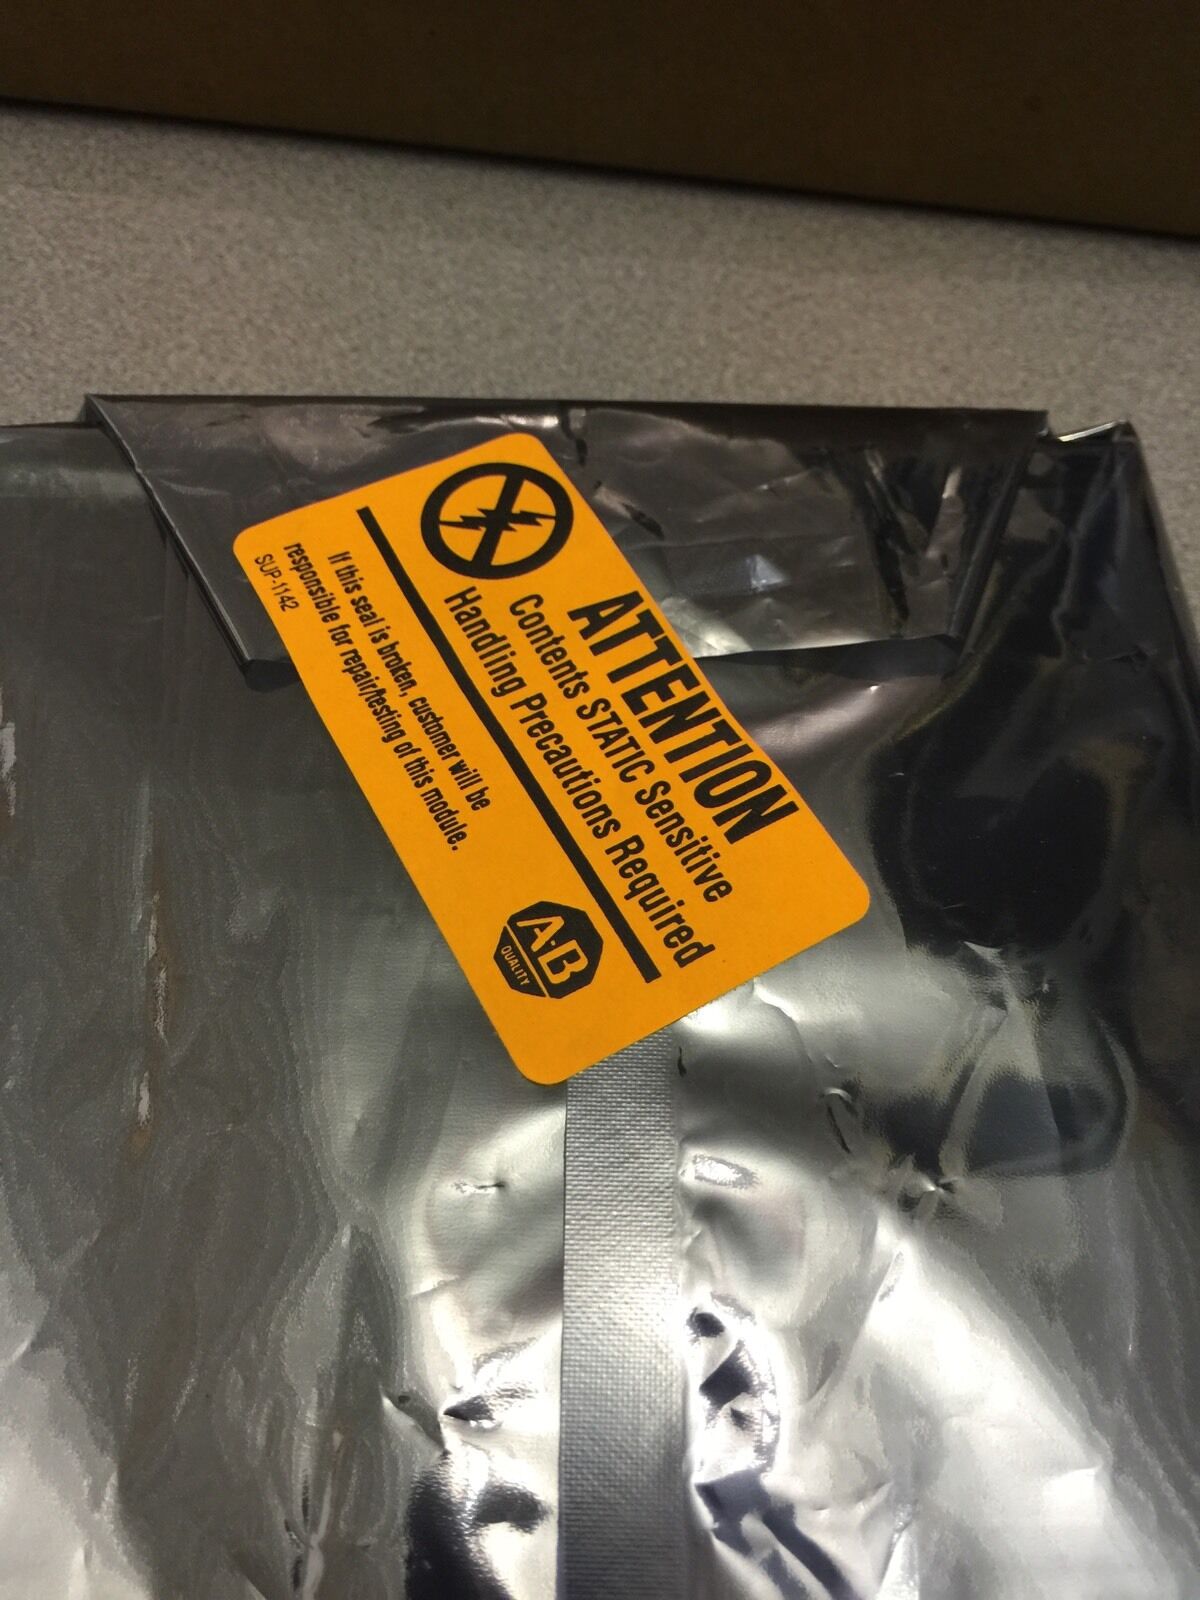 ATTENTION
Contents STATIC Sensitive
Handling Precautions Required
If this seal is broken, customer will be
responsible for repair/testing of this module.
SUP-1142
A-B
QUALITY